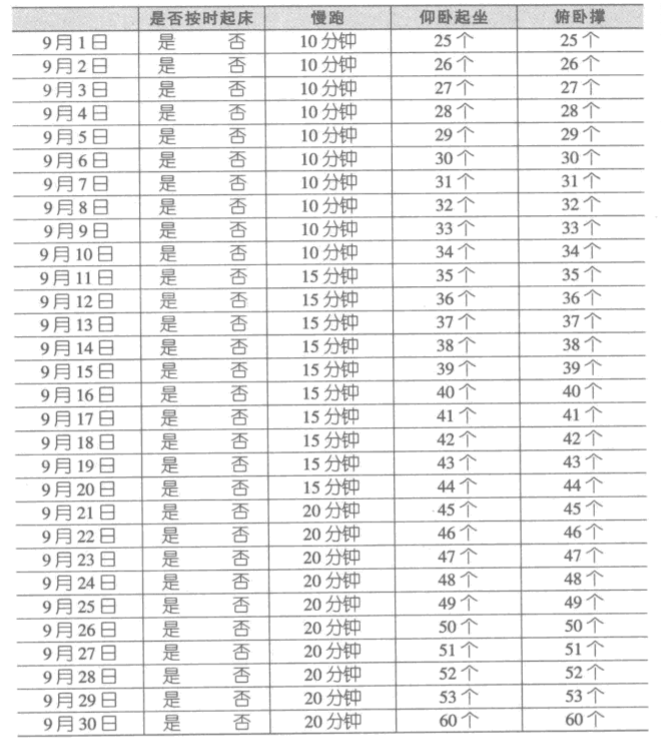 是否按时起床 慢跑 仰卧起坐 俯卧撑
9月1日 是 否 10分钟 25个 25个
9月2日 是 否 10分钟 26个 26个
9月3日 是 否 10分钟 27个 27个
9月4日 是 否 10分钟 28个 28个
9月5日 是 否 10分钟 29个 29个
9月6日 是 否 10分钟 30个 30个
9月7日 是 否 10分钟 31个 31个
9月8日 是 否 10分钟 32个 32个
9月9日 是 否 10分钟 33个 33个
9月10日 是 否 10分钟 34个 34个
9月11日 是 否 15分钟 35个 35个
9月12日 是 否 15分钟 36个 36个
9月13日 是 否 15分钟 37个 37个
9月14日 是 否 15分钟 38个 38个
9月15日 是 否 15分钟 39个 39个
9月16日 是 否 15分钟 40个 40个
9月17日 是 否 15分钟 41个 41个
9月18日 是 否 15分钟 42个 42个
9月19日 是 否 15分钟 43个 43个
9月20日 是 否 15分钟 44个 44个
9月21日 是 否 20分钟 45个 45个
9月22日 是 否 20分钟 46个 46个
9月23日 是 否 20分钟 47个 47个
9月24日 是 否 20分钟 48个 48个
9月25日 是 否 20分钟 49个 49个
9月26日 是 否 20分钟 50个 50个
9月27日 是 否 20分钟 51个 51个
9月28日 是 否 20分钟 52个 52个
9月29日 是 否 20分钟 53个 53个
9月30日 是 否 20分钟 60个 60个